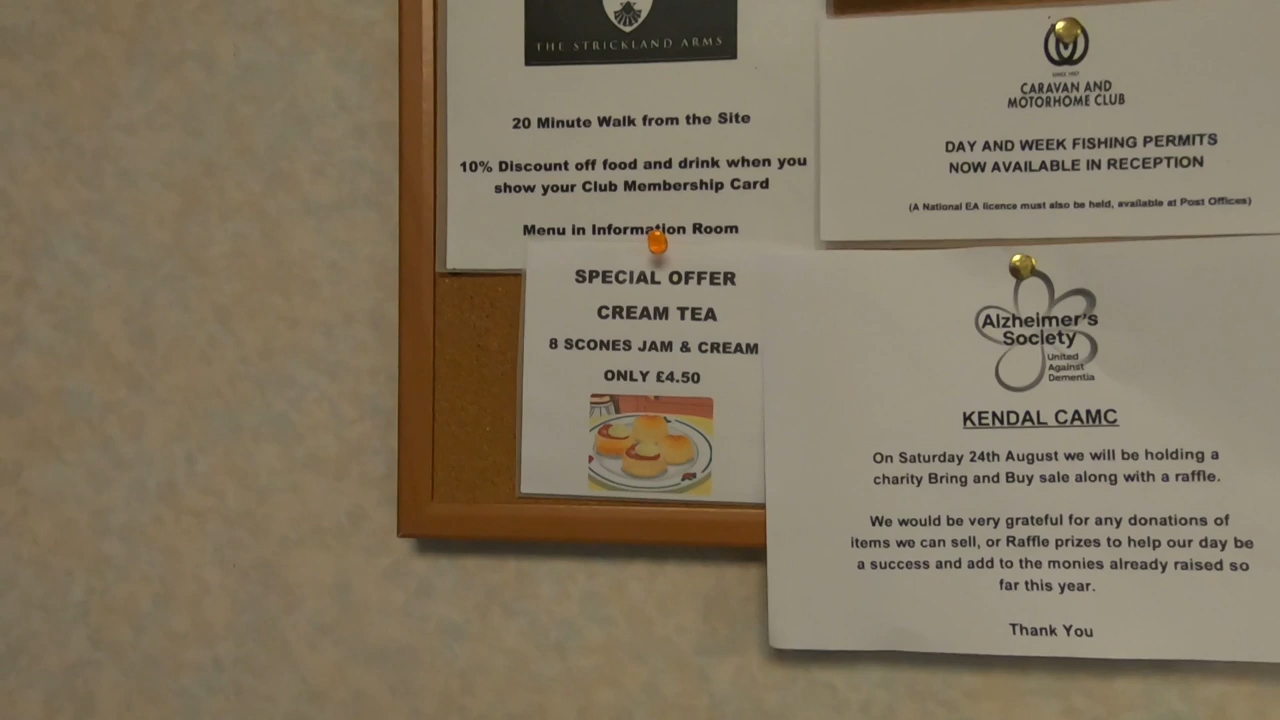 THE STRICKLAND ARMS
20 Minute Walk from the Site
10% Discount off food and drink when you
show your Club Membership Card
Menu in Information Room
SPECIAL OFFER
CREAM TEA
8 SCONES JAM & CREAM
ONLY £4.50
SINCE 1907
CARAVAN AND
MOTORHOME CLUB
DAY AND WEEK FISHING PERMITS
NOW AVAILABLE IN RECEPTION
(A National EA licence must also be held, available at Post Offices)
Alzheimer's
Society
United
Against
Dementia
KENDAL CAMC
On Saturday 24th August we will be holding a
charity Bring and Buy sale along with a raffle.
We would be very grateful for any donations of
items we can sell, or Raffle prizes to help our day be
a success and add to the monies already raised so
far this year.
Thank You